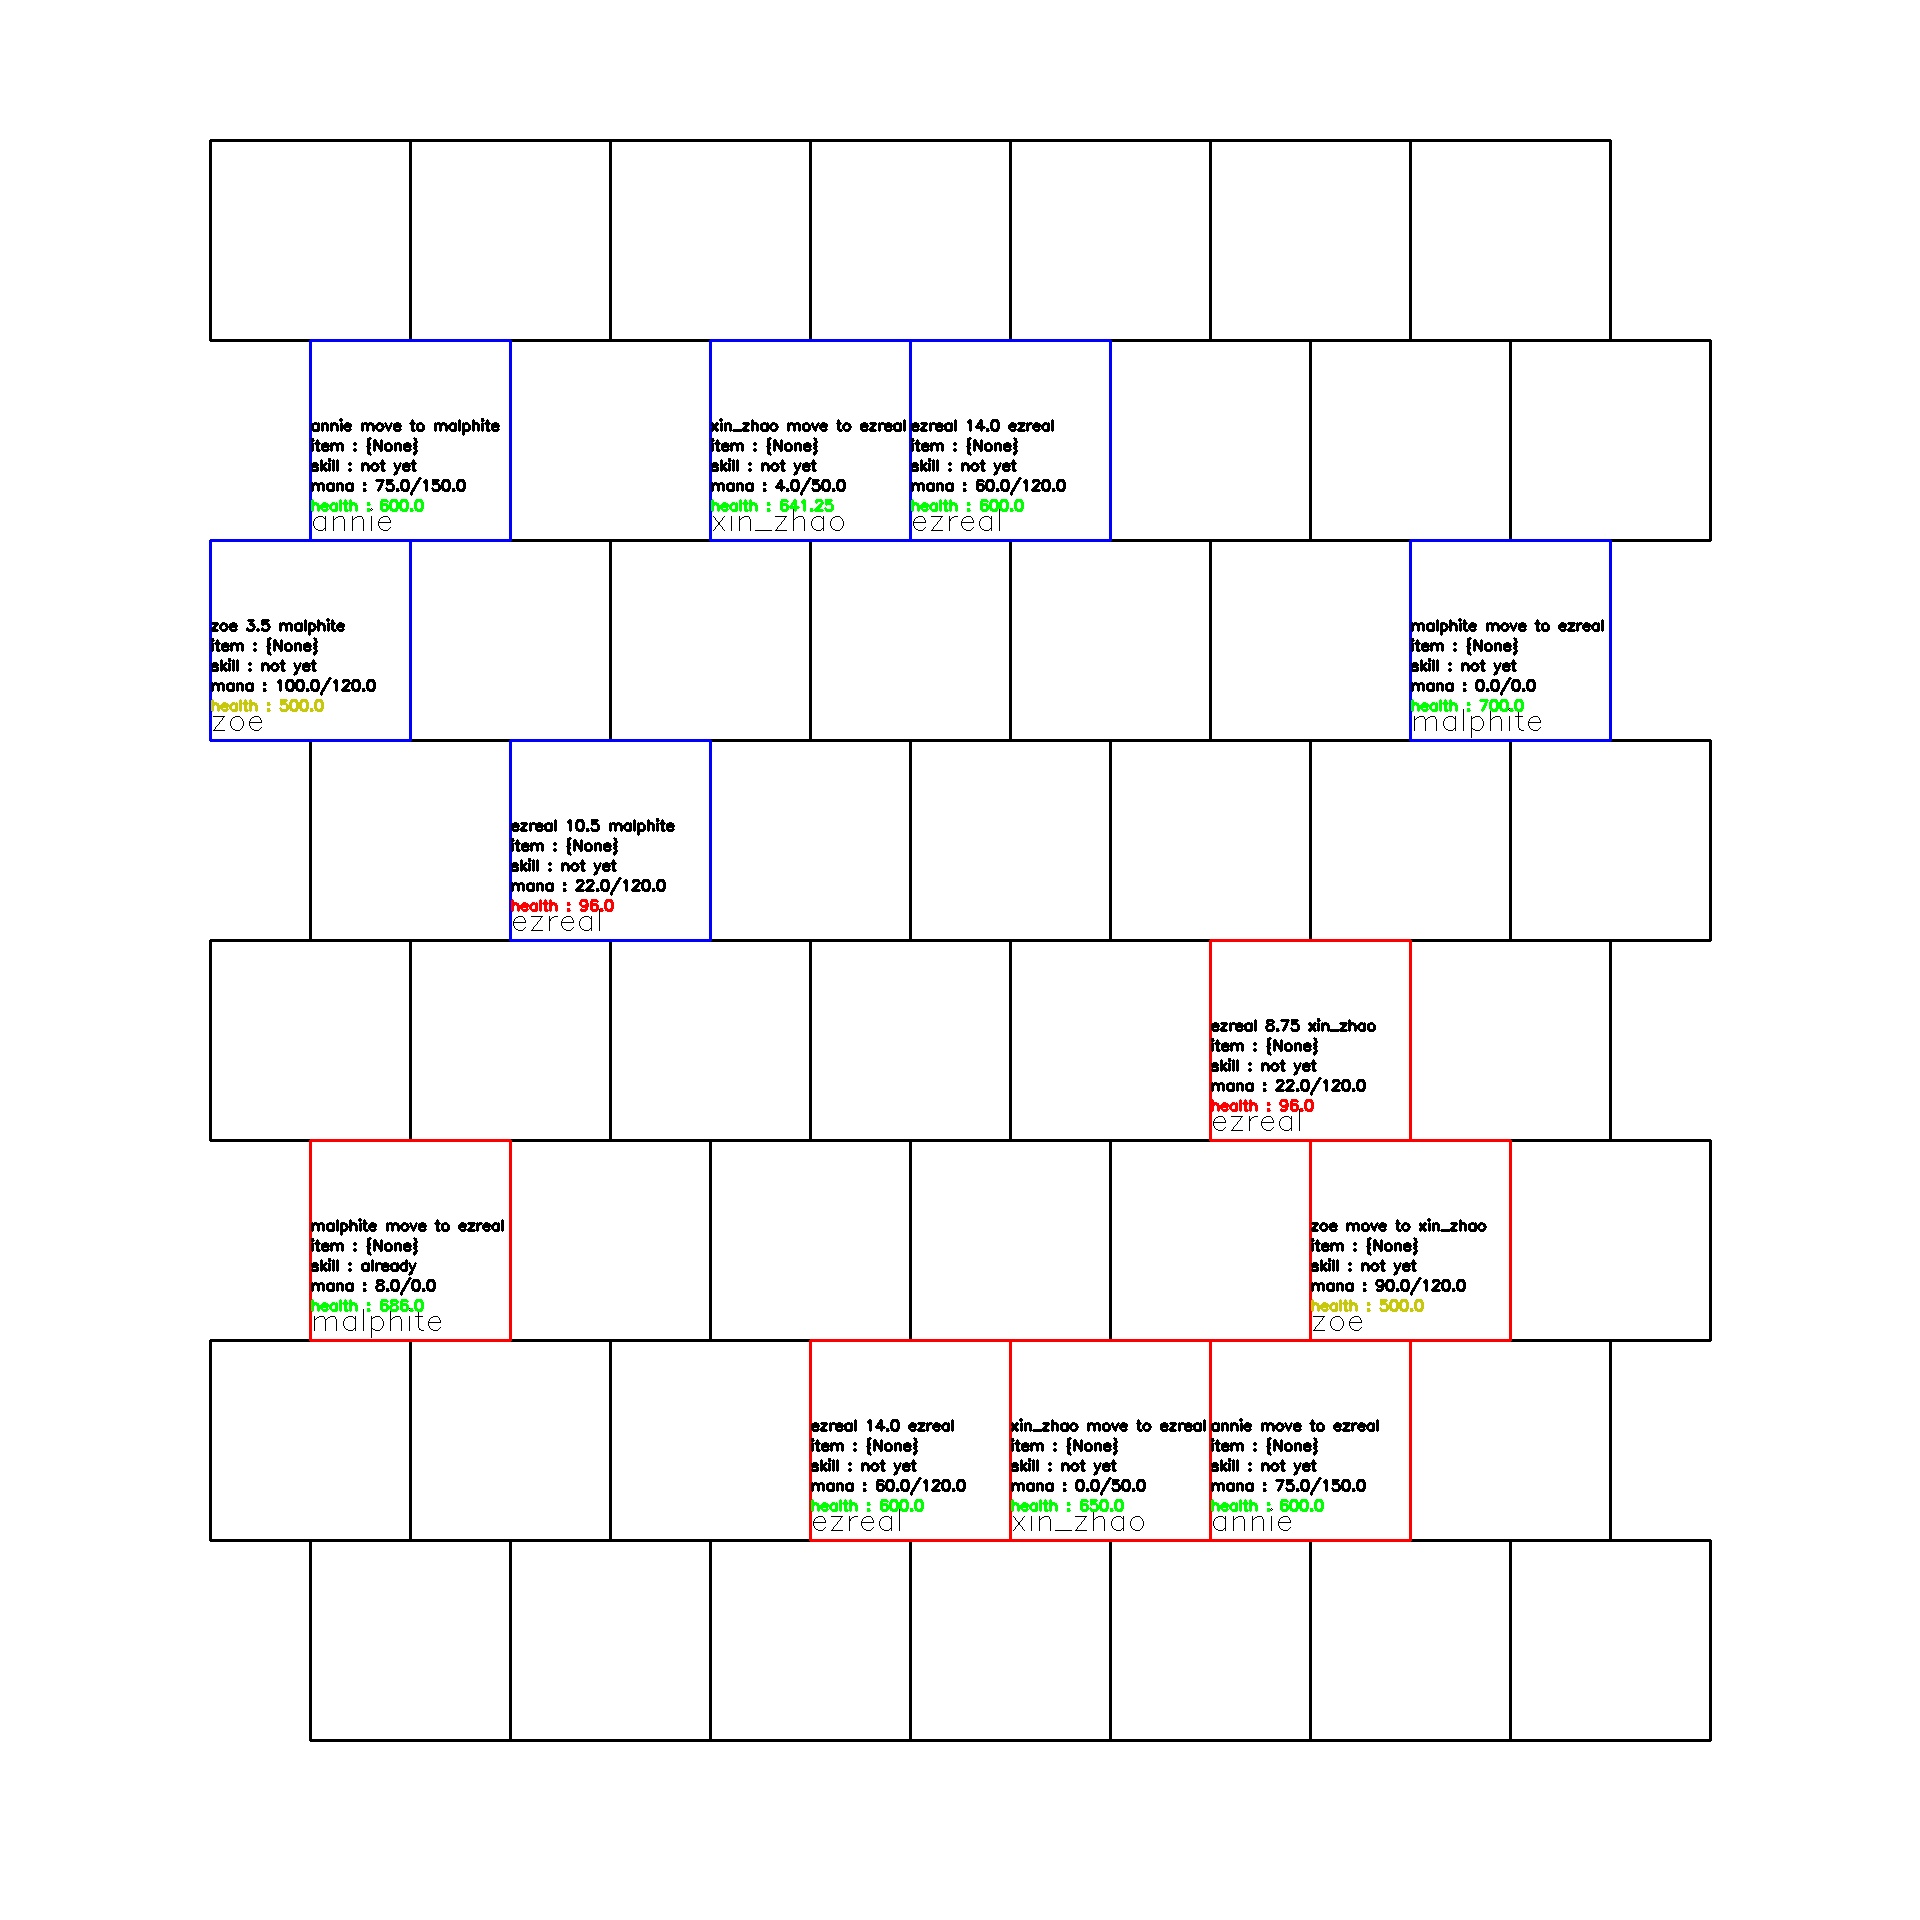 annie move to malphite
item : {None}
skill : not yet
mana : 75.0/150.0
health : 600.0
annie
xin_zhao move to ezreal
item : {None}
skill : not yet
mana : 4.0/50.0
health : 641.25
xin_zhao
ezreal 14.0 ezreal
item : {None}
skill : not yet
mana : 60.0/120.0
health : 600.0
ezreal
zoe 3.5 malphite
item : {None}
skill : not yet
mana : 100.0/120.0
health : 500.0
zoe
malphite move to ezreal
item : {None}
skill : not yet
mana : 0.0/0.0
health : 700.0
malphite
ezreal 10.5 malphite
item : {None}
skill : not yet
mana : 22.0/120.0
health : 96.0
ezreal
ezreal 8.75 xin_zhao
item : {None}
skill : not yet
mana : 22.0/120.0
health : 96.0
ezreal
malphite move to ezreal
item : {None}
skill : already
mana : 8.0/0.0
health : 686.0
malphite
zoe move to xin_zhao
item : {None}
skill : not yet
mana : 90.0/120.0
health : 500.0
zoe
ezreal 14.0 ezreal
item : {None}
skill : not yet
mana : 60.0/120.0
health : 600.0
ezreal
xin_zhao move to ezreal
item : {None}
skill : not yet
mana : 0.0/50.0
health : 650.0
xin_zhao
annie move to ezreal
item : {None}
skill : not yet
mana : 75.0/150.0
health : 600.0
annie